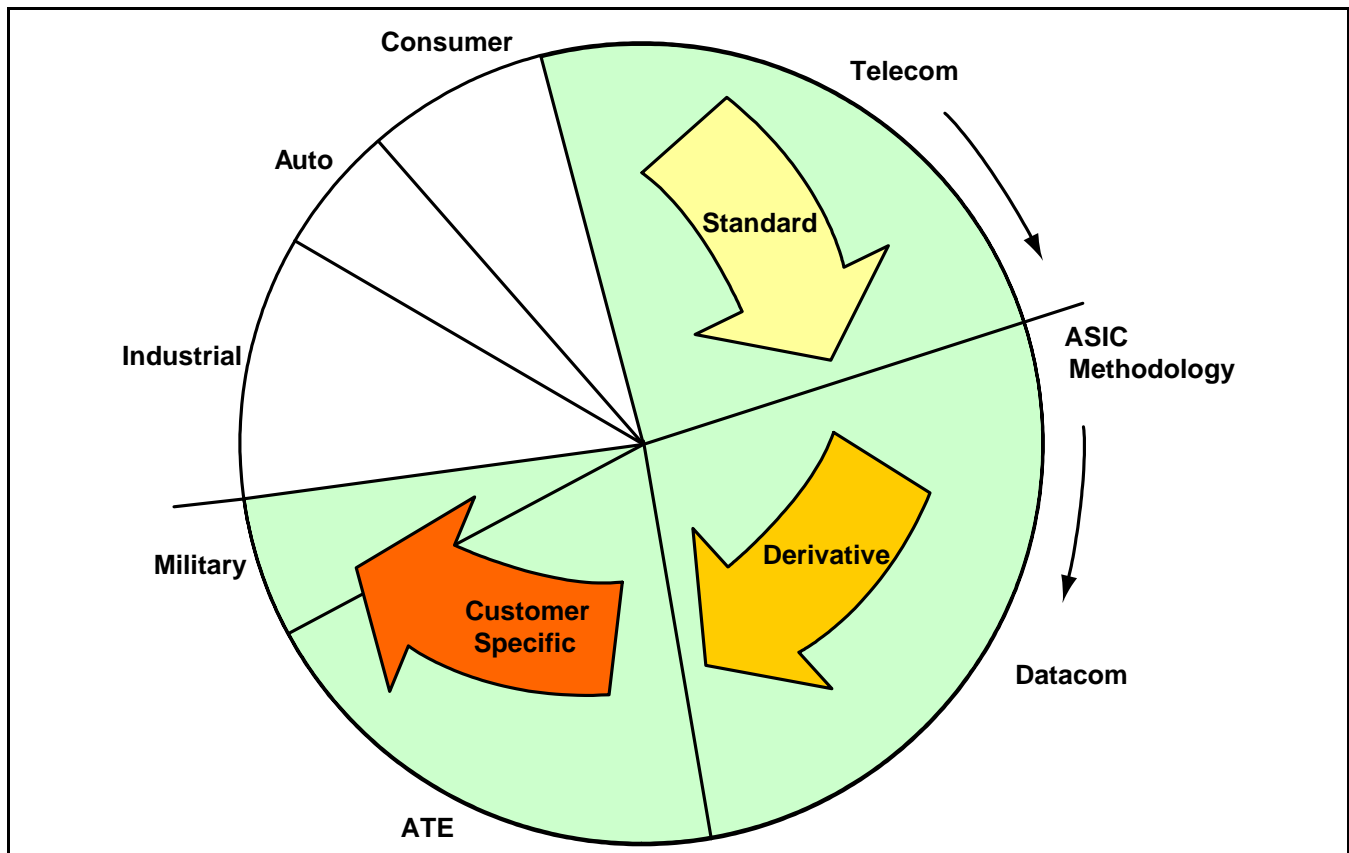 Consumer
Telecom
Auto
Standard
Industrial
ASIC
Methodology
Military
Derivative
Customer
Specific
Datacom
ATE